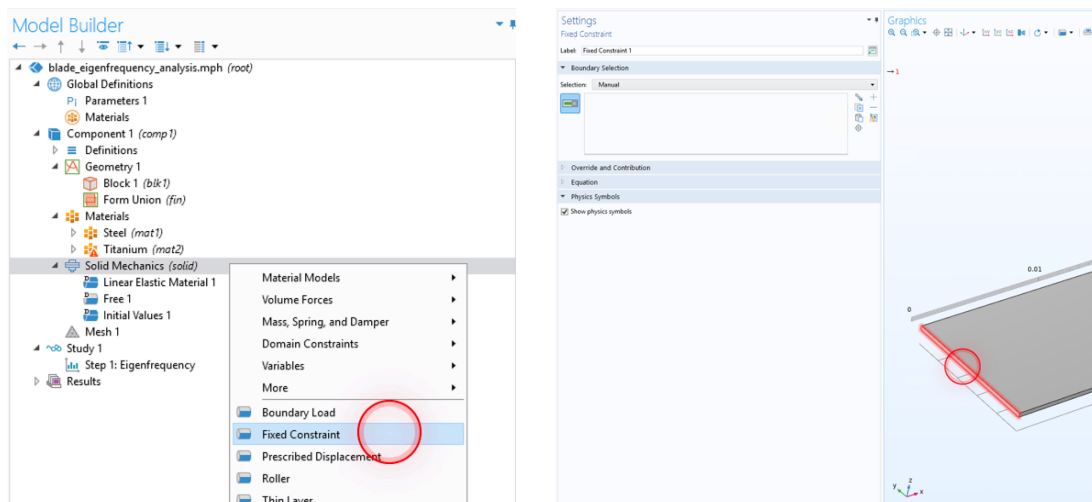 Model Builder
blade_eigenfrequency_analysis.mph (root)
Global Definitions
Pi Parameters 1
Materials
Component 1 (comp1)
Definitions
Geometry 1
Block 1 (blk1)
Form Union (fin)
Materials
Steel (mat1)
Titanium (mat2)
Solid Mechanics (solid)
Linear Elastic Material 1
Free 1
Initial Values 1
Mesh 1
Study 1
Step 1: Eigenfrequency
Results
Material Models
Volume Forces
Mass, Spring, and Damper
Domain Constraints
Variables
More
Boundary Load
Fixed Constraint
Prescribed Displacement
Roller
Thin Layer
Settings
Fixed Constraint
Label: Fixed Constraint 1
Boundary Selection
Selection: Manual
Override and Contribution
Equation
Physics Symbols
Show physics symbols
Graphics
1
0.01
0
y z x